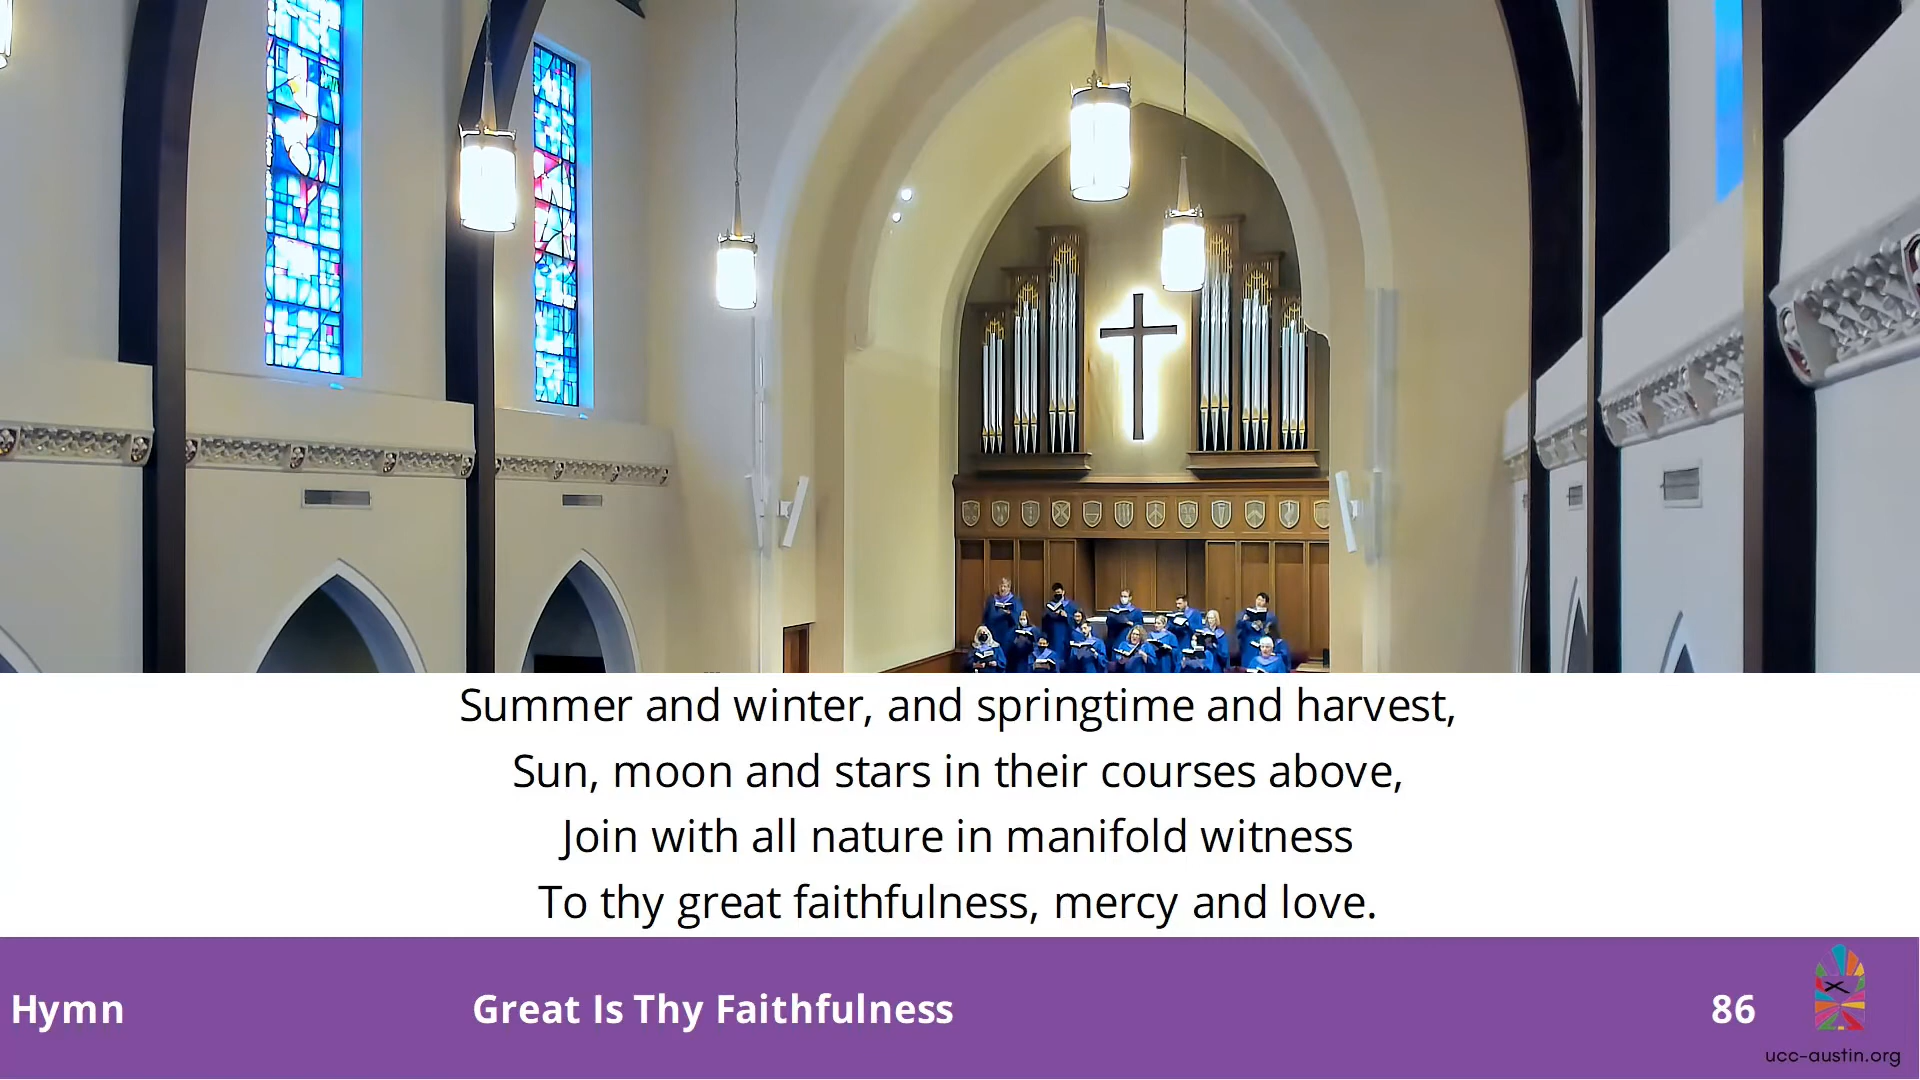 Summer and winter, and springtime and harvest,
Sun, moon and stars in their courses above,
Join with all nature in manifold witness
To thy great faithfulness, mercy and love.
Hymn Great Is Thy Faithfulness 86
ucc-austin.org